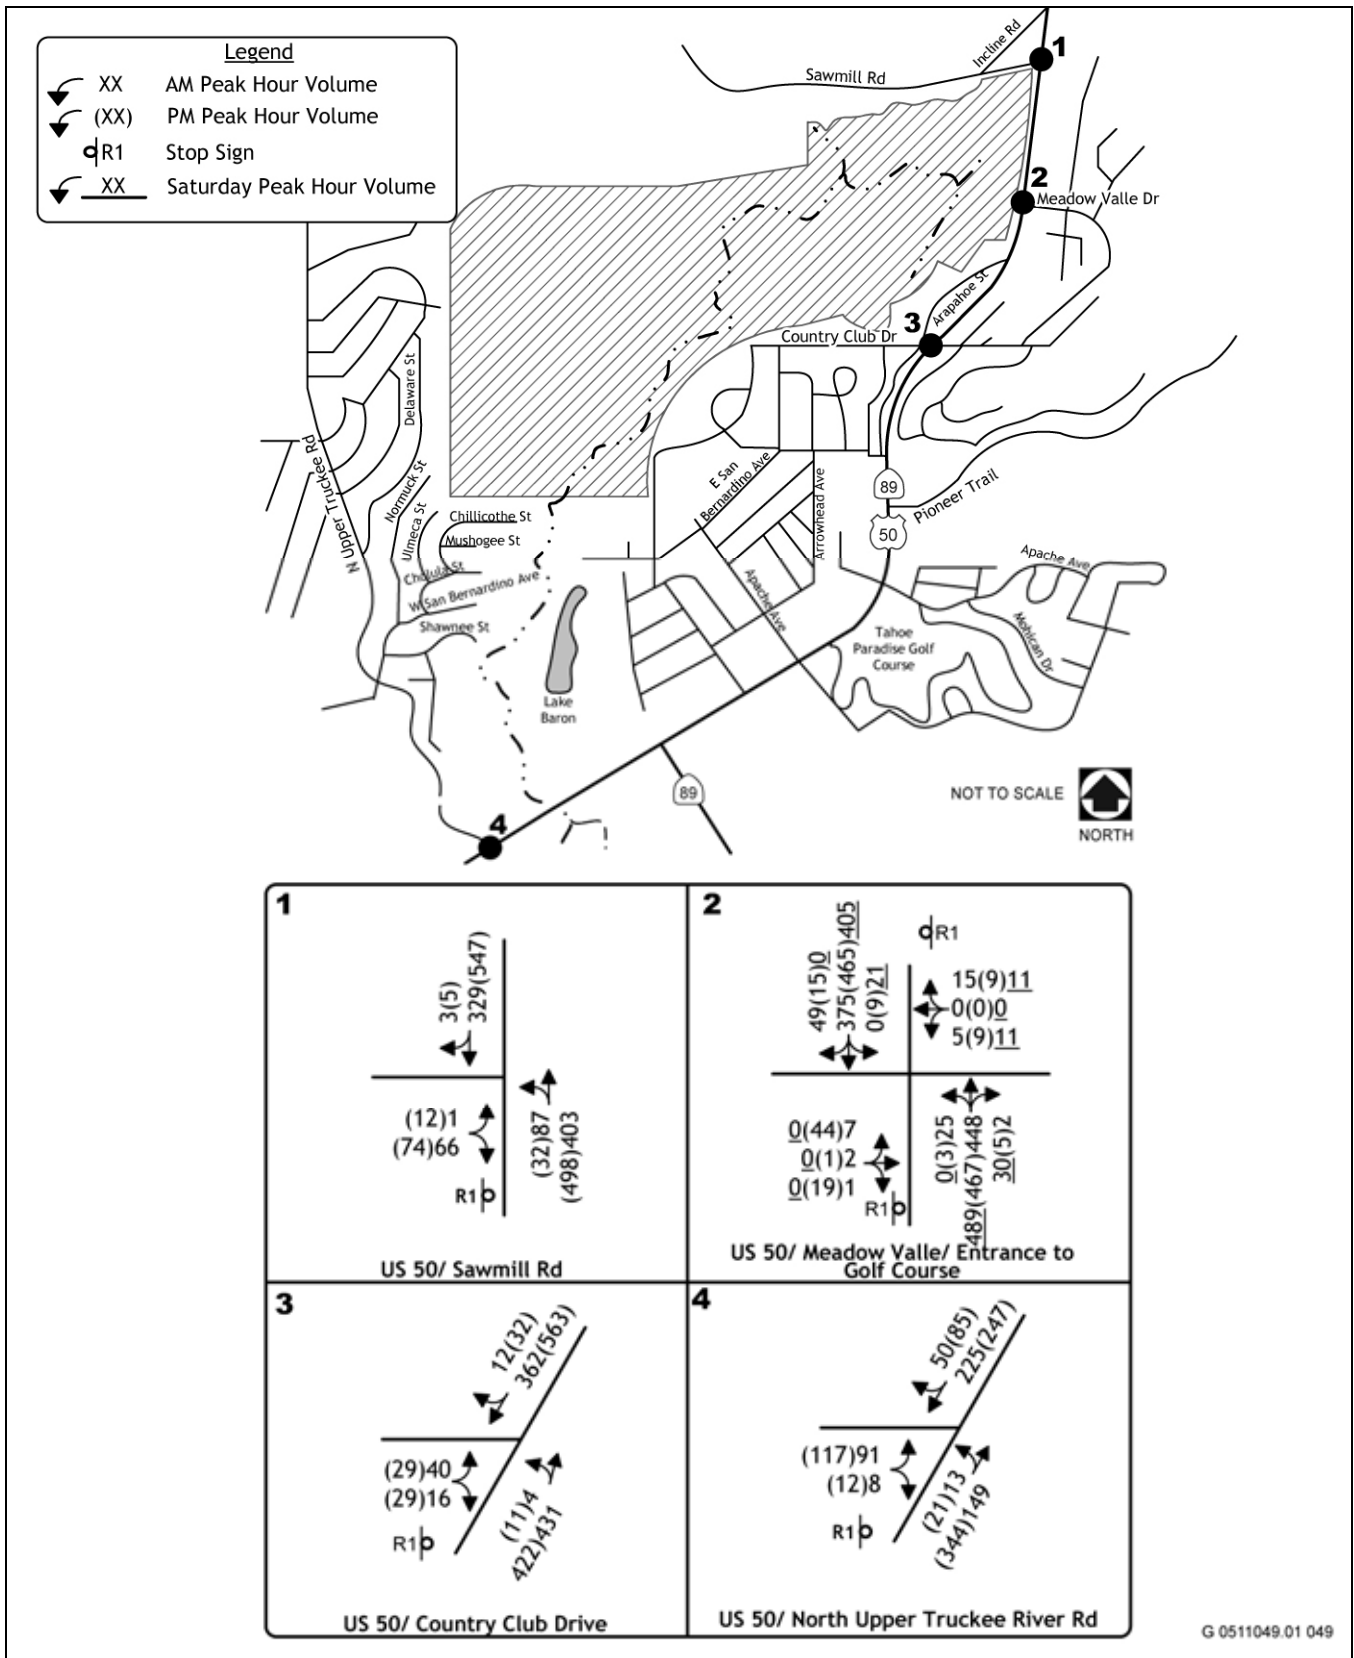 Legend
XX AM Peak Hour Volume
(XX) PM Peak Hour Volume
R1 Stop Sign
XX Saturday Peak Hour Volume
Incline Rd
1
Sawmill Rd
2
Meadow Valle Dr
Arapahoe St
3
Country Club Dr
Delaware St
N Upper Truckee Rd
Normuck St
E San
Bernardino Ave
Arrowhead Ave
89
Pioneer Trail
50
Ulmeca St
Chillicothe St
Mushogee St
Cholula St
W San Bernardino Ave
Shawnee St
Apache Ave
Apache Ave
Mohican Dr
Tahoe
Paradise Golf
Course
Lake
Baron
89
NOT TO SCALE
NORTH
4
1
3(5)
329(547)
(12)1
(74)66
R1
(32)87
(498)403
US 50/ Sawmill Rd
2
R1
49(15)0
375(465)405
0(9)21
15(9)11
0(0)0
5(9)11
0(44)7
0(1)2
0(19)1
R1
0(3)25
489(467)448
30(5)2
US 50/ Meadow Valle/ Entrance to
Golf Course
3
12(32)
362(563)
(29)40
(29)16
R1
(11)4
422)431
US 50/ Country Club Drive
4
50(85)
225(247)
(117)91
(12)8
R1
(21)13
(344)149
US 50/ North Upper Truckee River Rd
G 0511049.01 049